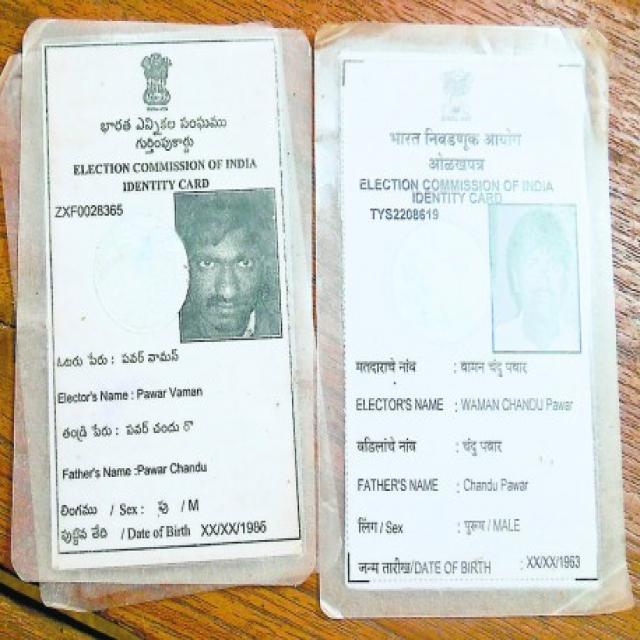 భారత ఎన్నికల సంఘము
గుర్తింపుకార్డు
ELECTION COMMISSION OF INDIA
IDENTITY CARD
ZXF0028365
ఓటరు పేరు : పవర్ వామన్
Elector's Name : Pawar Vaman
తండ్రి పేరు : పవర్ చందు రొ
Father's Name :Pawar Chandu
లింగము / Sex : పు / M
పుట్టిన తేది / Date of Birth XX/XX/1986
भारत निवडणूक आयोग
ओळखपत्र
ELECTION COMMISSION OF INDIA
IDENTITY CARD
TYS2208619
मतदाराचे नांव : वामन चंदु पवार
ELECTOR'S NAME : WAMAN CHANDU Pawar
वडिलांचे नांव : चंदु पवार
FATHER'S NAME : Chandu Pawar
लिंग / Sex : पुरूष / MALE
जन्म तारीख/DATE OF BIRTH : XX/XX/1963